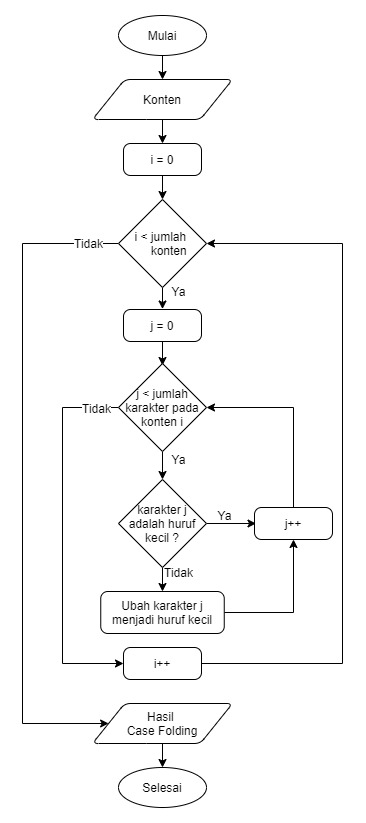 Mulai
Konten
i = 0
i < jumlah
konten
Tidak
Ya
j = 0
j < jumlah
karakter pada
konten i
Tidak
Ya
karakter j
adalah huruf
kecil ?
Ya
j++
Tidak
Ubah karakter j
menjadi huruf kecil
i++
Hasil
Case Folding
Selesai